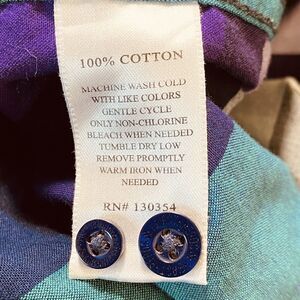 100% COTTON
MACHINE WASH COLD
WITH LIKE COLORS
GENTLE CYCLE
ONLY NON-CHLORINE
BLEACH WHEN NEEDED
TUMBLE DRY LOW
REMOVE PROMPTLY
WARM IRON WHEN
NEEDED
RN# 130354